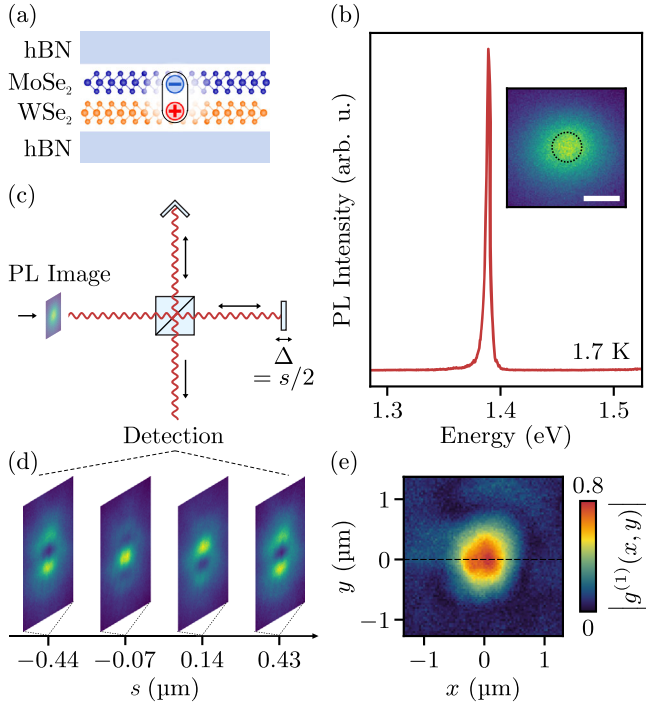 (a)
hBN
MoSe₂
WSe₂
hBN
(b)
PL Intensity (arb. u.)
1.7 K
1.3
1.4
1.5
Energy (eV)
(c)
PL Image
Δ
= s/2
Detection
(d)
−0.44
−0.07
0.14
0.43
s (µm)
(e)
y (µm)
1
0
−1
−1
0
1
x (µm)
0.8
0
|g⁽¹⁾(x, y)|